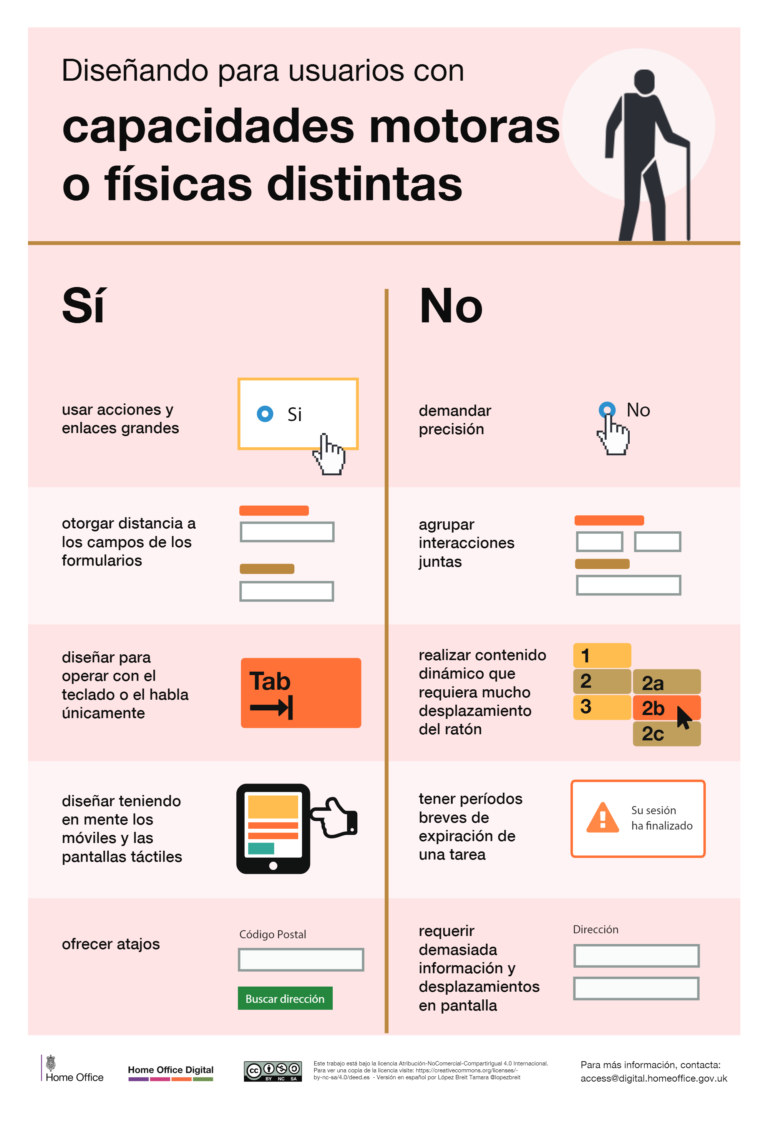 Diseñando para usuarios con
capacidades motoras
o físicas distintas
Sí
No
usar acciones y
enlaces grandes
Si
demandar
precisión
No
otorgar distancia a
los campos de los
formularios
agrupar
interacciones
juntas
diseñar para
operar con el
teclado o el habla
únicamente
Tab
realizar contenido
dinámico que
requiera mucho
desplazamiento
del ratón
1
2
2a
3
2b
2c
diseñar teniendo
en mente los
móviles y las
pantallas táctiles
tener períodos
breves de
expiración de
una tarea
Su sesión
ha finalizado
ofrecer atajos
Código Postal
Buscar dirección
requerir
demasiada
información y
desplazamientos
en pantalla
Dirección
Home Office
Home Office Digital
cc
BY NC SA
Este trabajo está bajo la licencia Atribución-NoComercial-CompartirIgual 4.0 Internacional.
Para ver una copia de la licencia visite: https://creativecommons.org/licenses/-
by-nc-sa/4.0/deed.es - Versión en español por López Breit Tamara @lopezbreit
Para más información, contacta:
access@digital.homeoffice.gov.uk